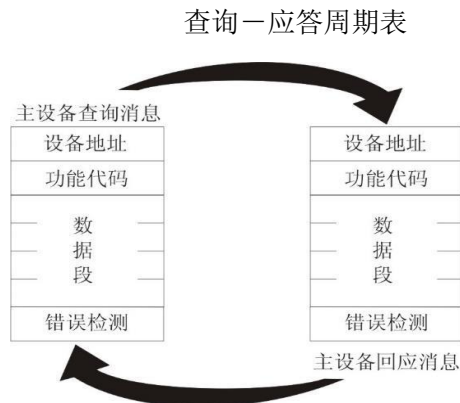 查询－应答周期表
主设备查询消息
设备地址
功能代码
数
据
段
错误检测
设备地址
功能代码
数
据
段
错误检测
主设备回应消息